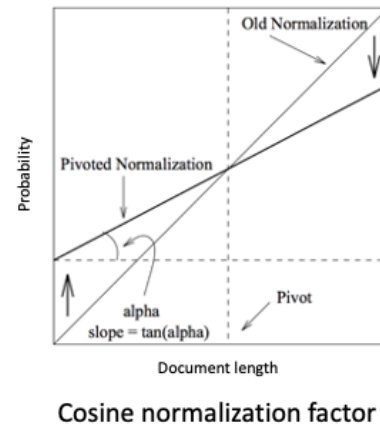 Old Normalization
Pivoted Normalization
Probability
alpha
slope = tan(alpha)
Pivot
Document length
Cosine normalization factor